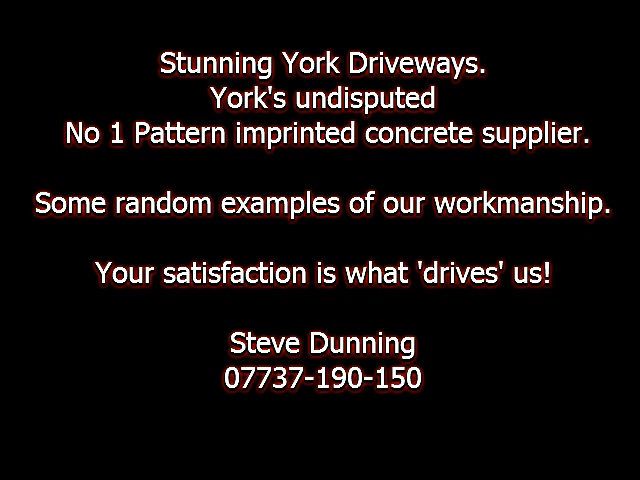 Stunning York Driveways.
York's undisputed
No 1 Pattern imprinted concrete supplier.
Some random examples of our workmanship.
Your satisfaction is what 'drives' us!
Steve Dunning
07737-190-150